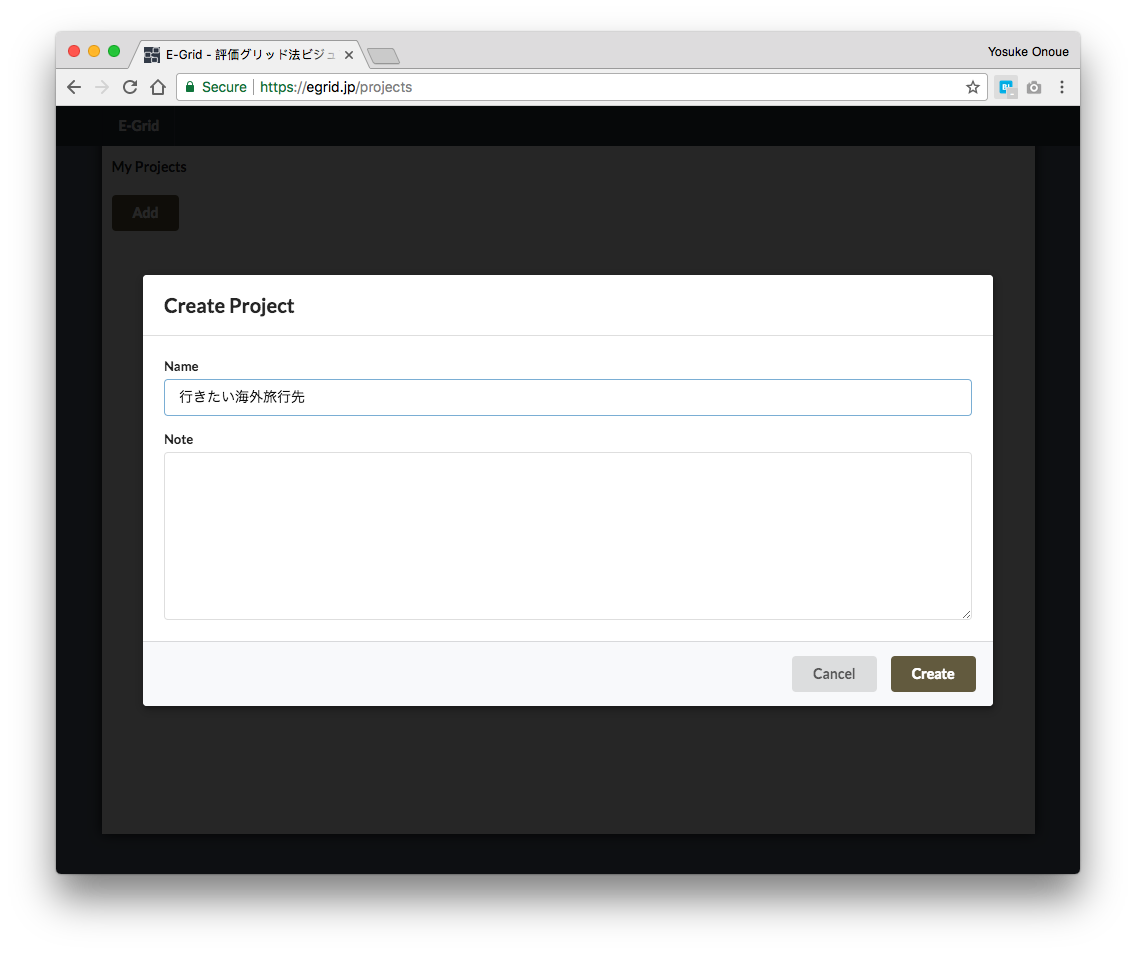 E-Grid - 評価グリッド法ビジュ
Yosuke Onoue
Secure
https://egrid.jp/projects
E-Grid
My Projects
Add
Create Project
Name
行きたい海外旅行先
Note
Cancel
Create